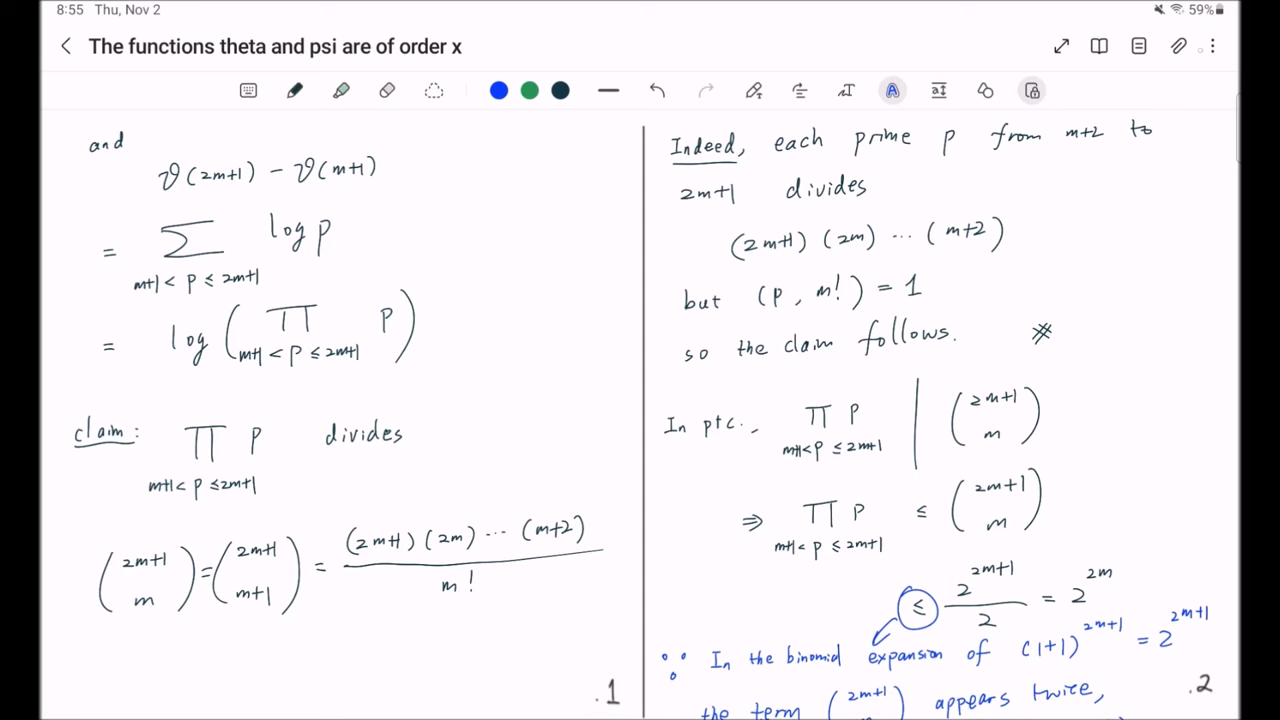 8:55 Thu, Nov 2
59%
The functions theta and psi are of order x
and
ϑ(2m+1) − ϑ(m+1)
= ∑ log p
m+1 < p ≤ 2m+1
= log ( ∏ p )
m+1 < p ≤ 2m+1
claim: ∏ p divides
m+1 < p ≤ 2m+1
(2m+1 m) = (2m+1 m+1) = (2m+1)(2m) ⋯ (m+2) / m!
.1
Indeed, each prime p from m+2 to
2m+1 divides
(2m+1)(2m) ⋯ (m+2)
but (p, m!) = 1
so the claim follows. ※
In ptc., ∏ p | (2m+1 m)
m+1 < p ≤ 2m+1
⇒ ∏ p ≤ (2m+1 m)
m+1 < p ≤ 2m+1
≤ 2^{2m+1} / 2 = 2^{2m}
∵ In the binomial expansion of (1+1)^{2m+1} = 2^{2m+1}
the term (2m+1 appears twice,
.2